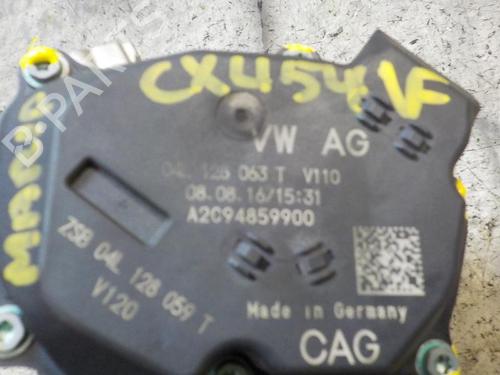 CX454VF
VW AG
04L 128 063 T V110
08.08.16/15:31
A2C94859900
ZSB 04L 128 059 T
V120
Made in Germany
CAG